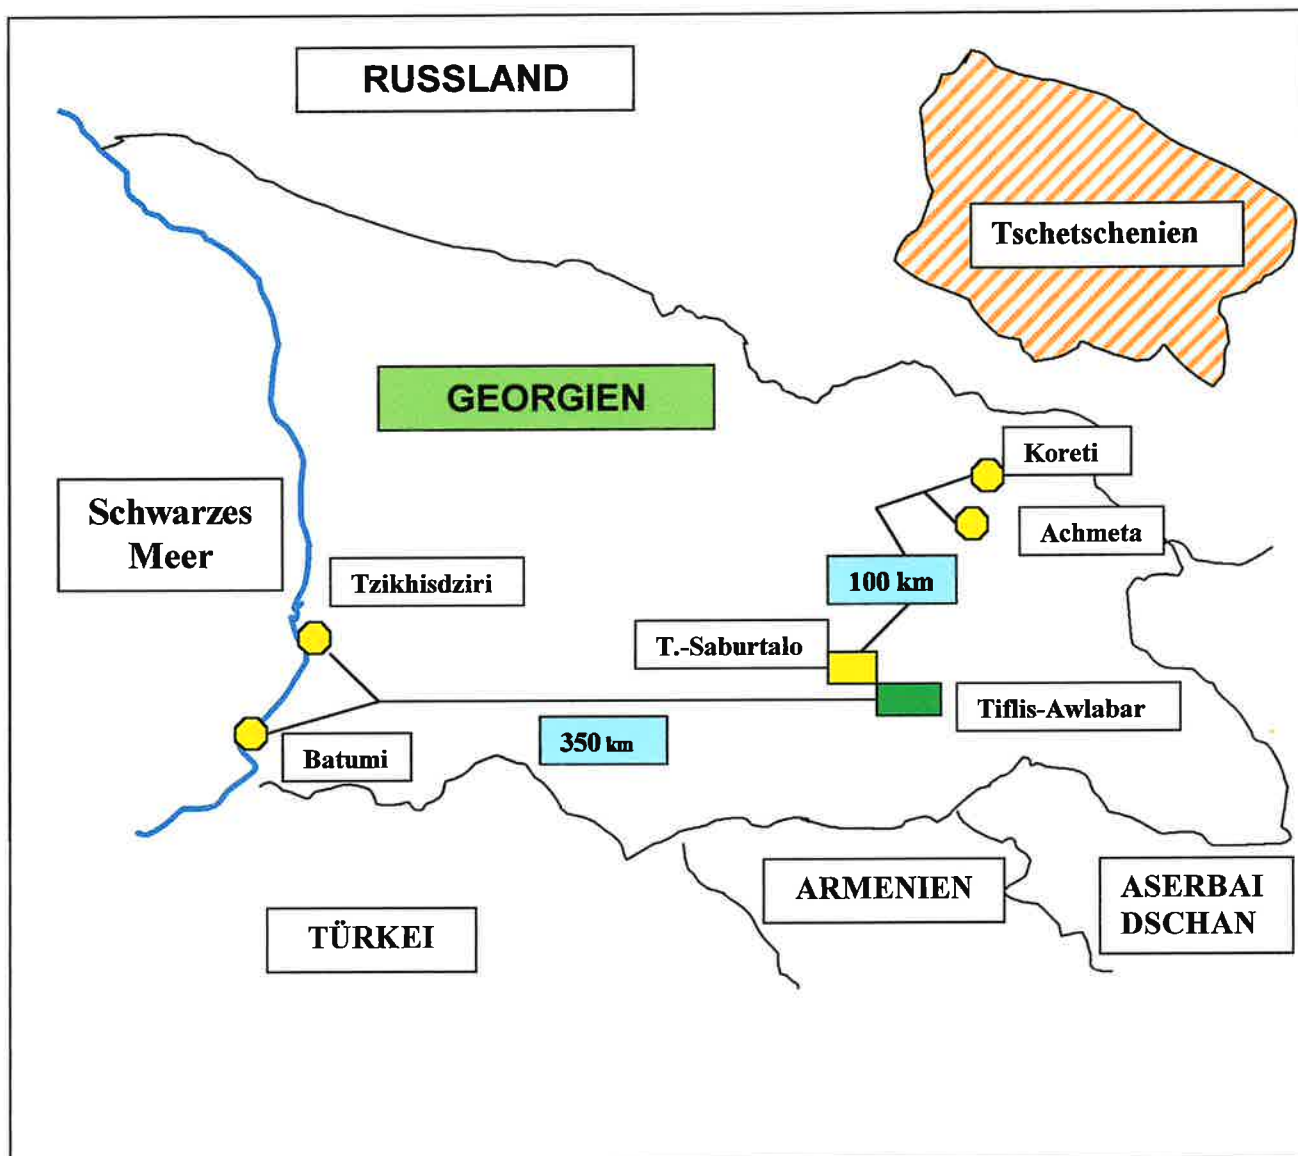 RUSSLAND
Tschetschenien
GEORGIEN
Koreti
Schwarzes
Meer
Achmeta
Tzikhisdziri
100 km
T.-Saburtalo
Tiflis-Awlabar
350 km
Batumi
ARMENIEN
ASERBAI
DSCHAN
TÜRKEI